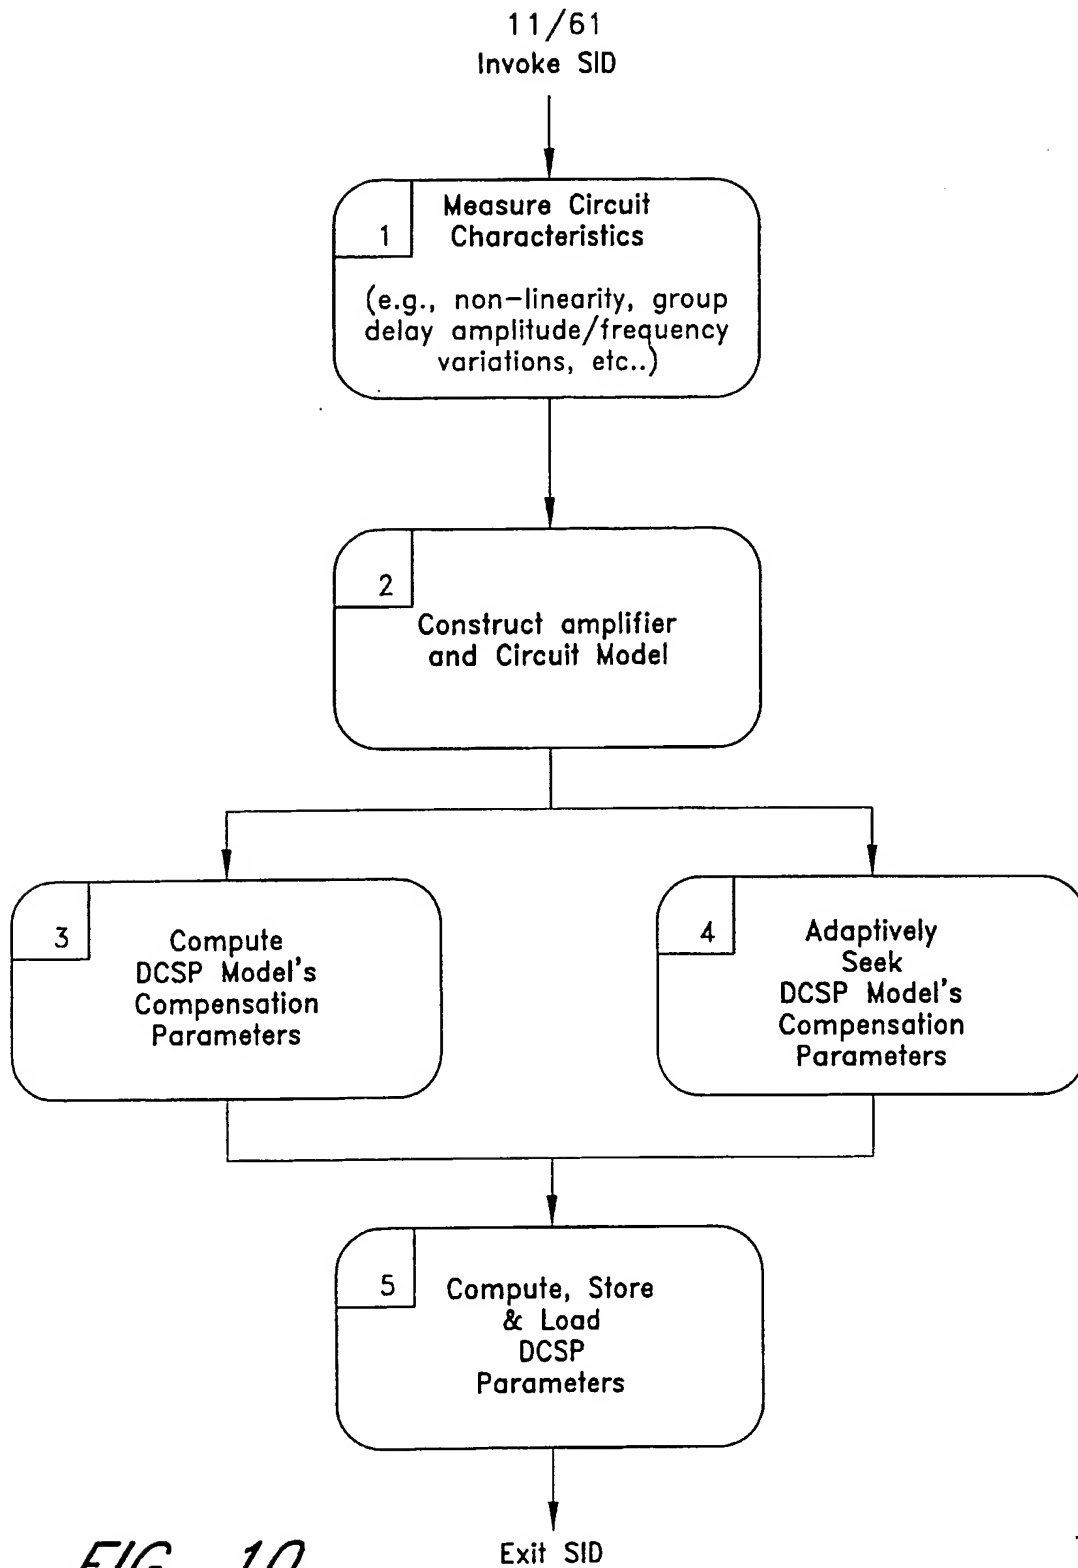 11/61
Invoke SID
1
Measure Circuit
Characteristics
(e.g., non-linearity, group
delay amplitude/frequency
variations, etc..)
2
Construct amplifier
and Circuit Model
3
Compute
DCSP Model's
Compensation
Parameters
4
Adaptively
Seek
DCSP Model's
Compensation
Parameters
5
Compute, Store
& Load
DCSP
Parameters
Exit SID
FIG. 10